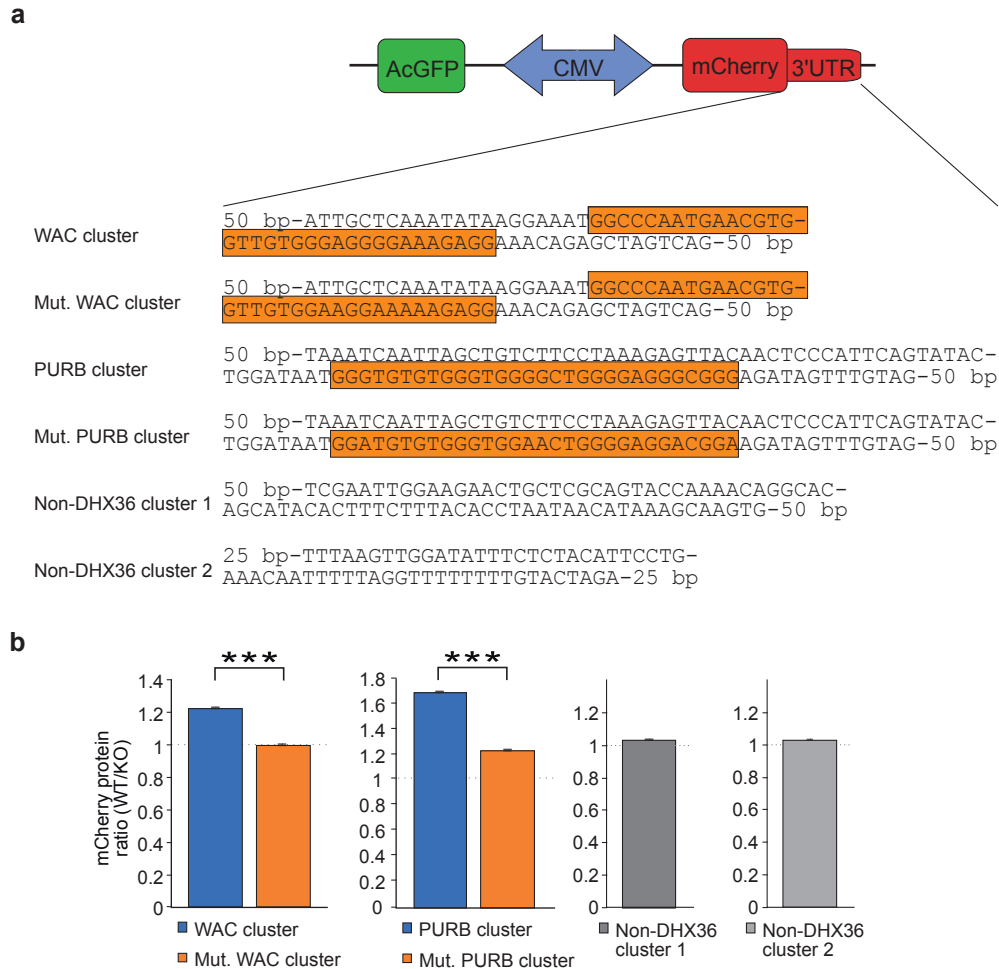 a
AcGFP CMV mCherry 3'UTR
WAC cluster
50 bp-ATTGCTCAAATATAAGGAAATGGCCCAATGAACGTG-
GTTGTGGGAGGGGAAAGAGGAAACAGAGCTAGTCAG-50 bp
Mut. WAC cluster
50 bp-ATTGCTCAAATATAAGGAAATGGCCCAATGAACGTG-
GTTGTGGAAGGAAAAAGAGGAAACAGAGCTAGTCAG-50 bp
PURB cluster
50 bp-TAAATCAATTAGCTGTCTTCCTAAAGAGTTACAACTCCCATTCAGTATAC-
TGGATAATGGGTGTGTGGGTGGGGCTGGGGAGGGCGGGAGATAGTTTGTAG-50 bp
Mut. PURB cluster
50 bp-TAAATCAATTAGCTGTCTTCCTAAAGAGTTACAACTCCCATTCAGTATAC-
TGGATAATGGATGTGTGGGTGGAACTGGGGAGGACGGAAGATAGTTTGTAG-50 bp
Non-DHX36 cluster 1
50 bp-TCGAATTGGAAGAACTGCTCGCAGTACCAAAACAGGCAC-
AGCATACACTTTCTTTACACCTAATAACATAAAGCAAGTG-50 bp
Non-DHX36 cluster 2
25 bp-TTTAAGTTGGATATTTCTCTACATTCCTG-
AAACAATTTTTAGGTTTTTTTTGTACTAGA-25 bp
b
mCherry protein
ratio (WT/KO)
1.4
1.2
1
0.8
0.6
0.4
0.2
0
***
WAC cluster
Mut. WAC cluster
1.8
1.6
1.4
1.2
1
0.8
0.6
0.4
0.2
0
***
PURB cluster
Mut. PURB cluster
1.2
1
0.8
0.6
0.4
0.2
0
Non-DHX36
cluster 1
1.2
1
0.8
0.6
0.4
0.2
0
Non-DHX36
cluster 2